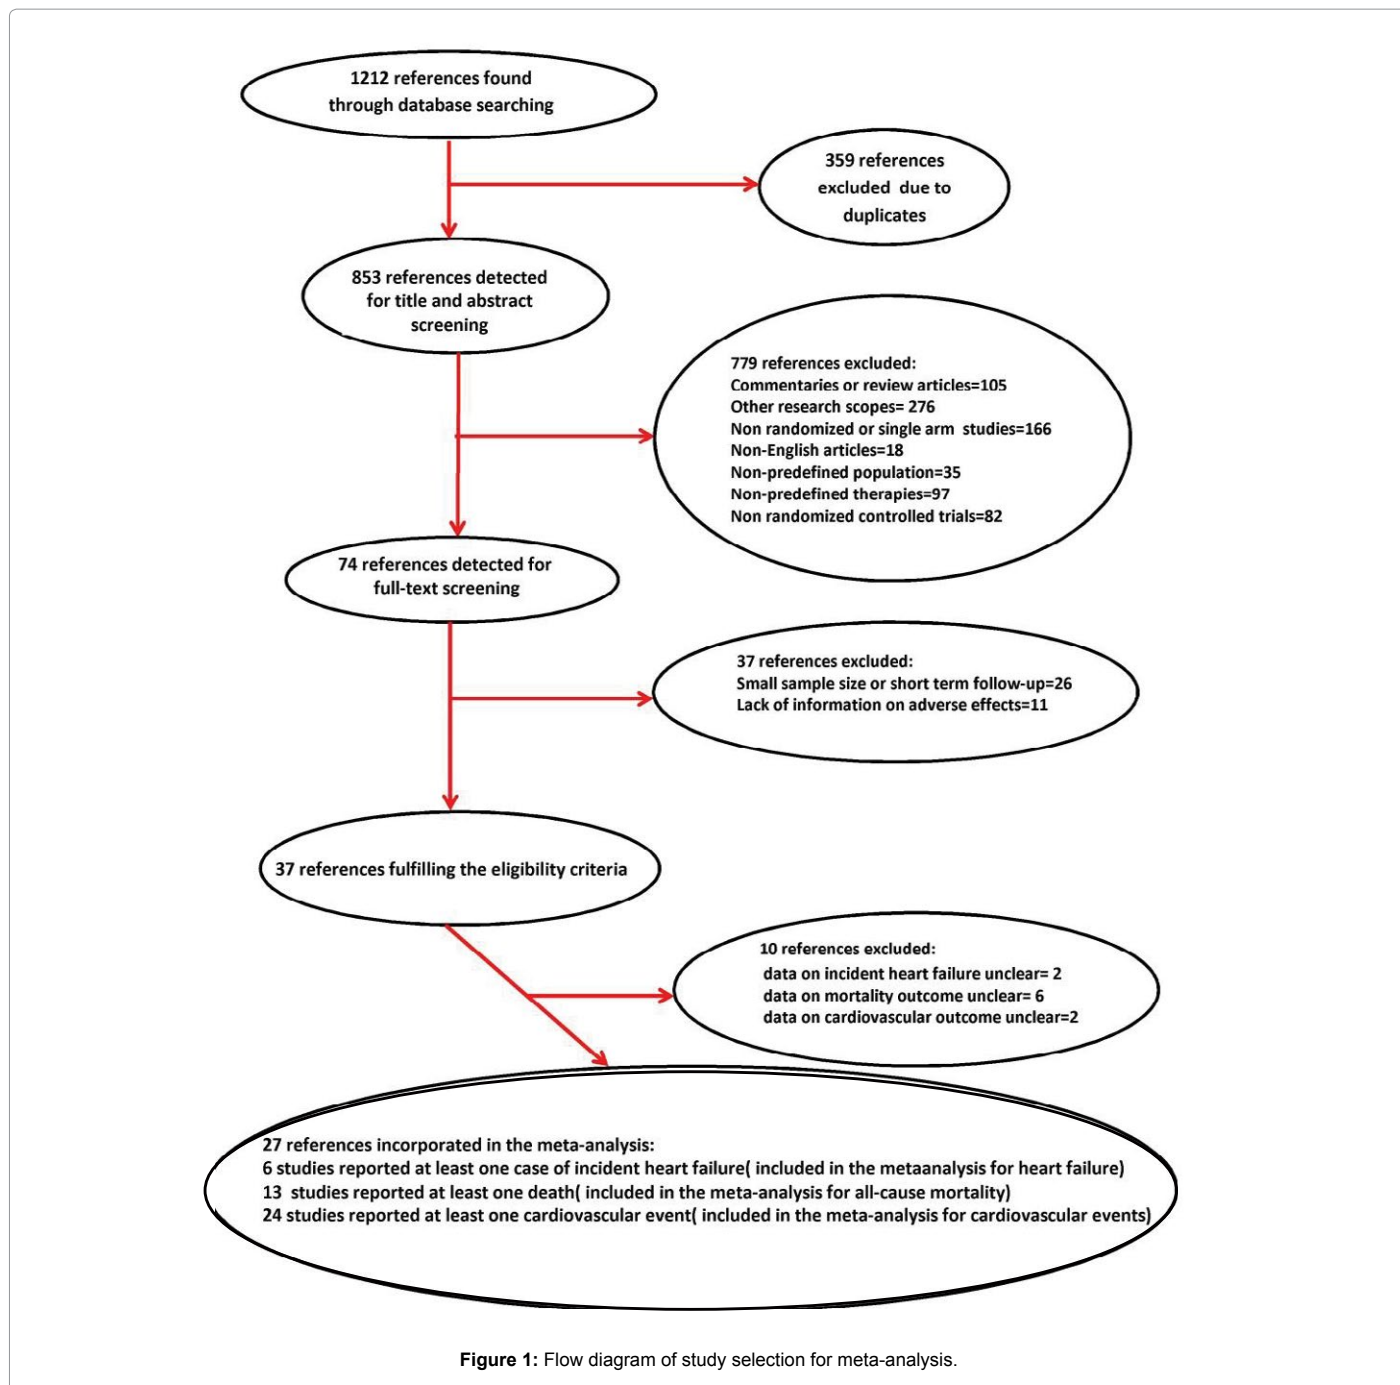 1212 references found
through database searching
359 references
excluded due to
duplicates
853 references detected
for title and abstract
screening
779 references excluded:
Commentaries or review articles=105
Other research scopes= 276
Non randomized or single arm studies=166
Non-English articles=18
Non-predefined population=35
Non-predefined therapies=97
Non randomized controlled trials=82
74 references detected for
full-text screening
37 references excluded:
Small sample size or short term follow-up=26
Lack of information on adverse effects=11
37 references fulfilling the eligibility criteria
10 references excluded:
data on incident heart failure unclear= 2
data on mortality outcome unclear= 6
data on cardiovascular outcome unclear=2
27 references incorporated in the meta-analysis:
6 studies reported at least one case of incident heart failure( included in the metaanalysis for heart failure)
13 studies reported at least one death( included in the meta-analysis for all-cause mortality)
24 studies reported at least one cardiovascular event( included in the meta-analysis for cardiovascular events)
Figure 1: Flow diagram of study selection for meta-analysis.